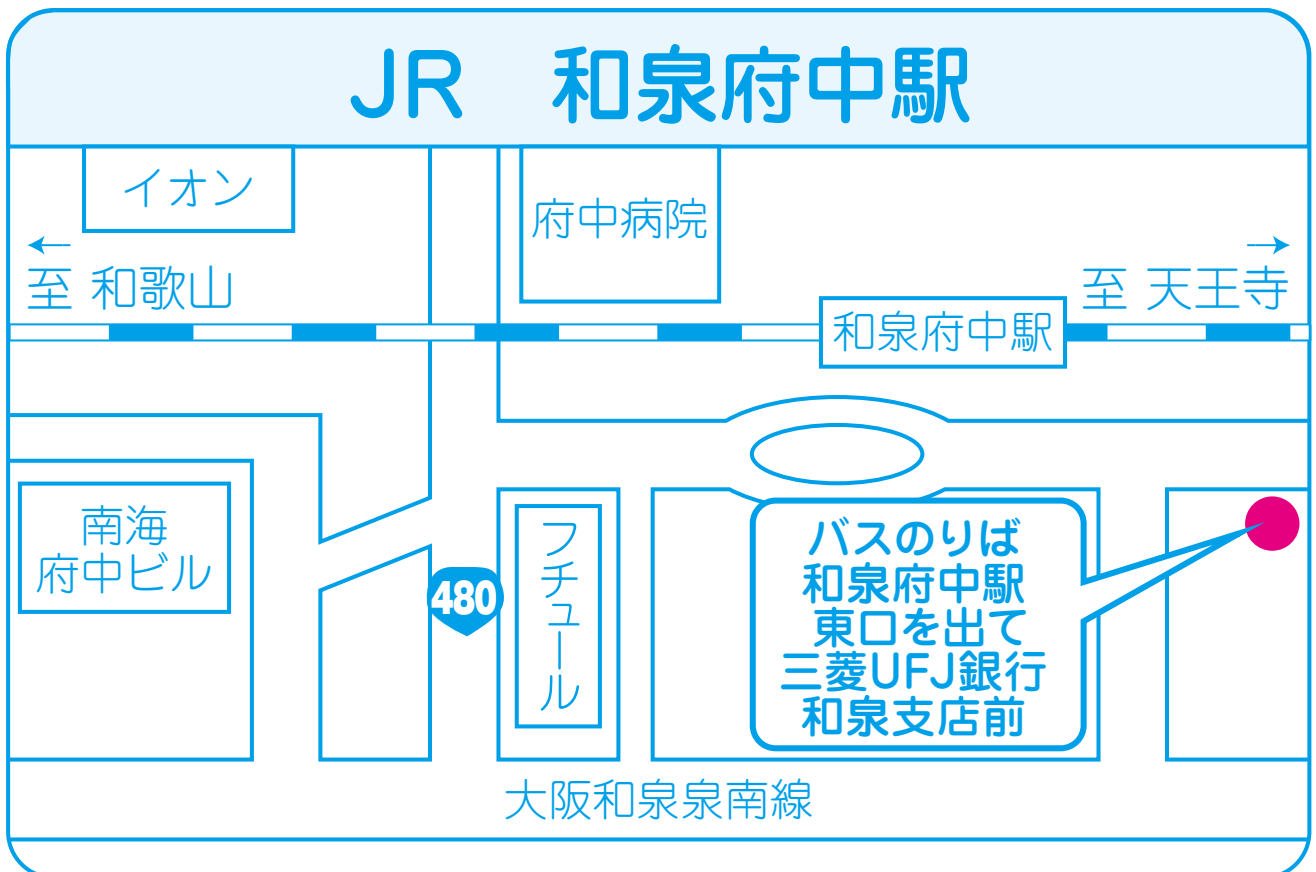 JR　和泉府中駅
イオン
府中病院
←
至 和歌山
→
至 天王寺
和泉府中駅
南海
府中ビル
480
フチュール
バスのりば
和泉府中駅
東口を出て
三菱UFJ銀行
和泉支店前
大阪和泉泉南線